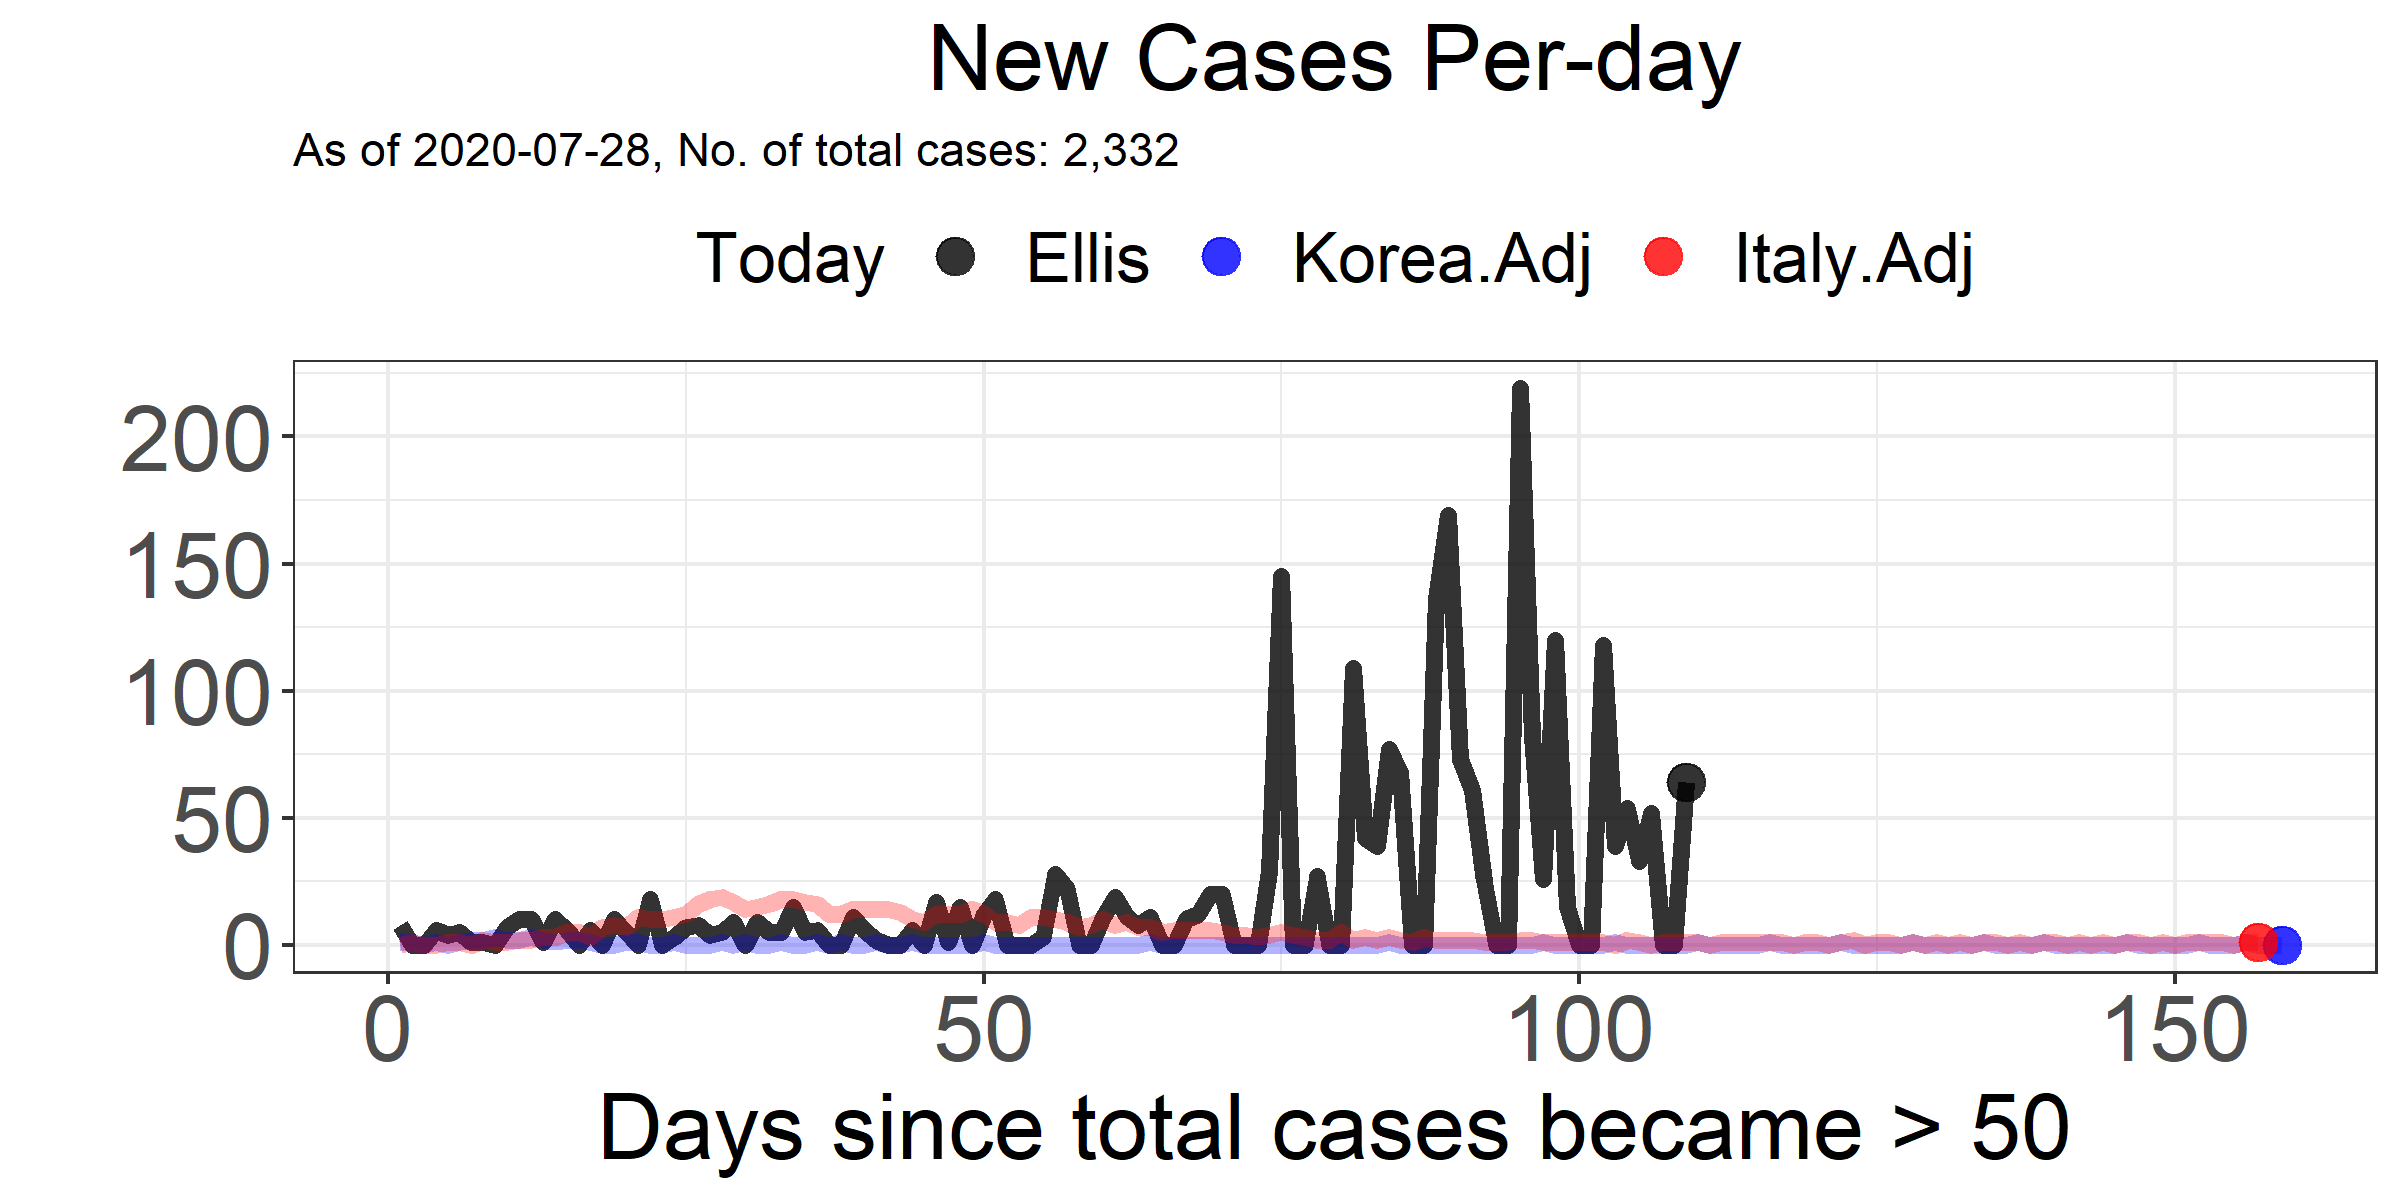 New Cases Per-day
As of 2020-07-28, No. of total cases: 2,332
Today Ellis Korea.Adj Italy.Adj
200
150
100
50
0
0 50 100 150
Days since total cases became > 50